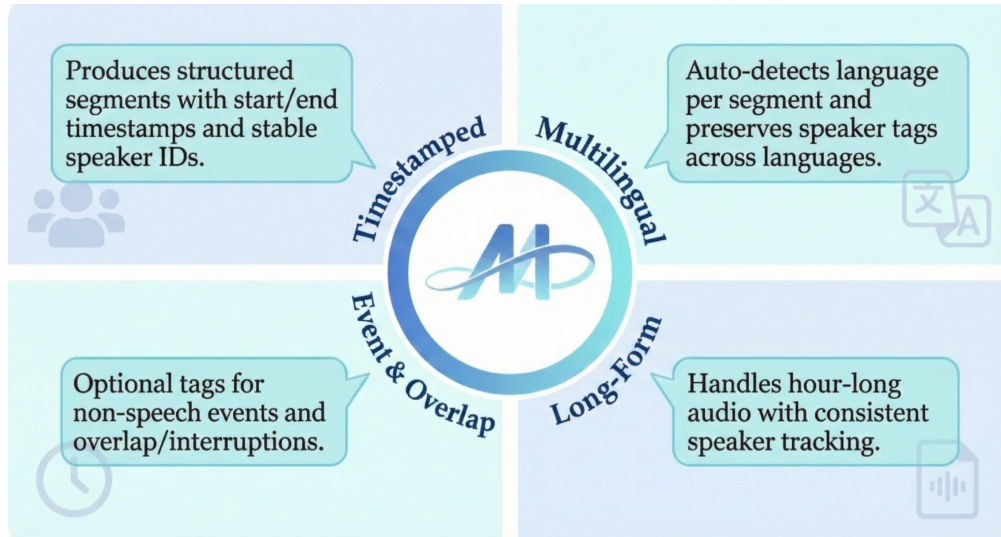 Produces structured
segments with start/end
timestamps and stable
speaker IDs.
Timestamped
Multilingual
Auto-detects language
per segment and
preserves speaker tags
across languages.
文
A
Event & Overlap
Optional tags for
non-speech events and
overlap/interruptions.
Long-Form
Handles hour-long
audio with consistent
speaker tracking.